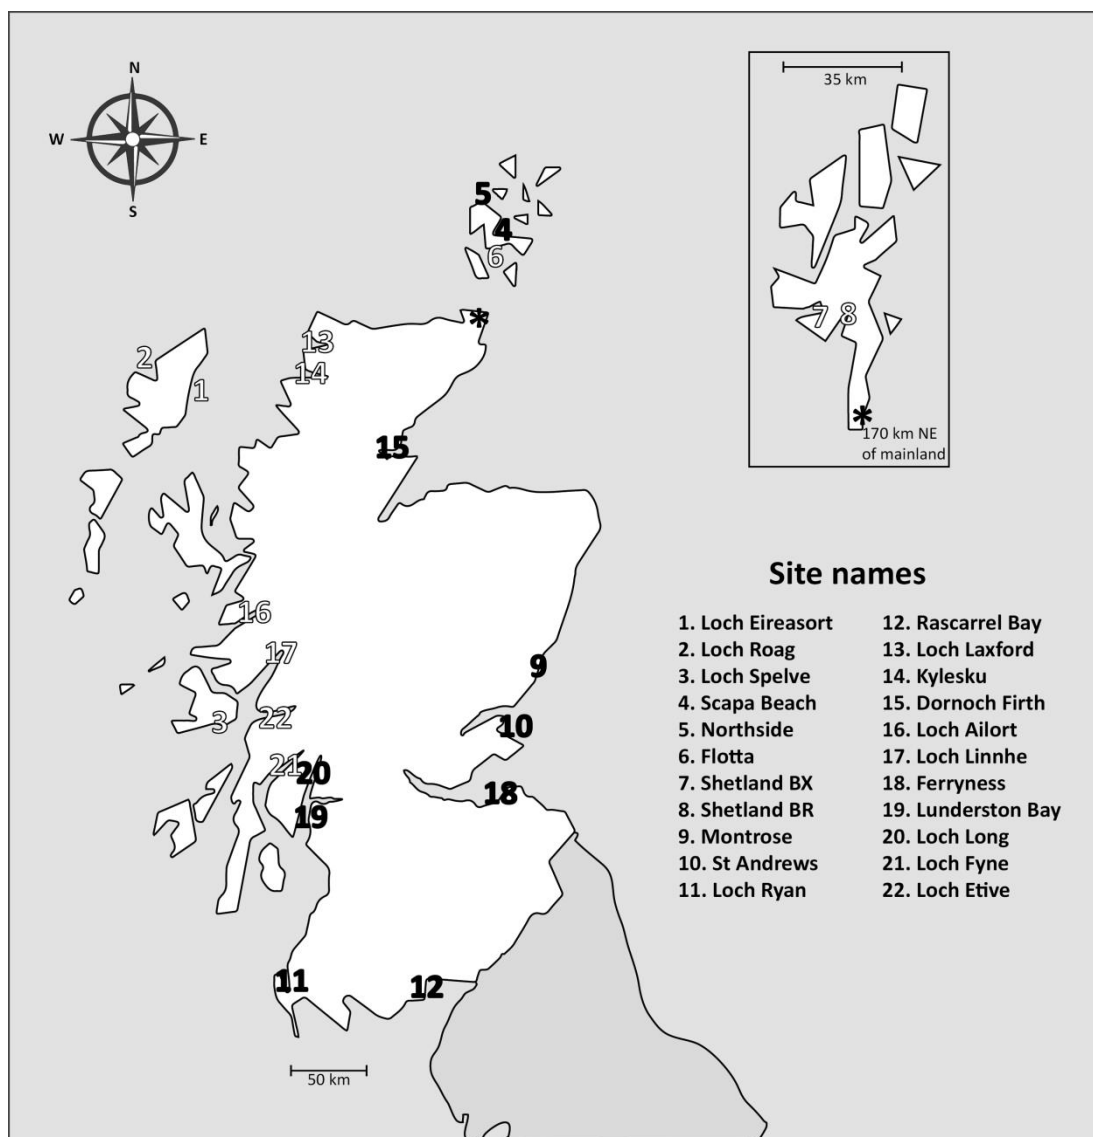 N
W
E
S
35 km
170 km NE
of mainland
5
4
6
*
2
13
14
1
15
7
8
*
16
17
9
3
22
10
21
20
18
19
11
12
50 km
Site names
1. Loch Eireasort
2. Loch Roag
3. Loch Spelve
4. Scapa Beach
5. Northside
6. Flotta
7. Shetland BX
8. Shetland BR
9. Montrose
10. St Andrews
11. Loch Ryan
12. Rascarrel Bay
13. Loch Laxford
14. Kylesku
15. Dornoch Firth
16. Loch Ailort
17. Loch Linnhe
18. Ferryness
19. Lunderston Bay
20. Loch Long
21. Loch Fyne
22. Loch Etive